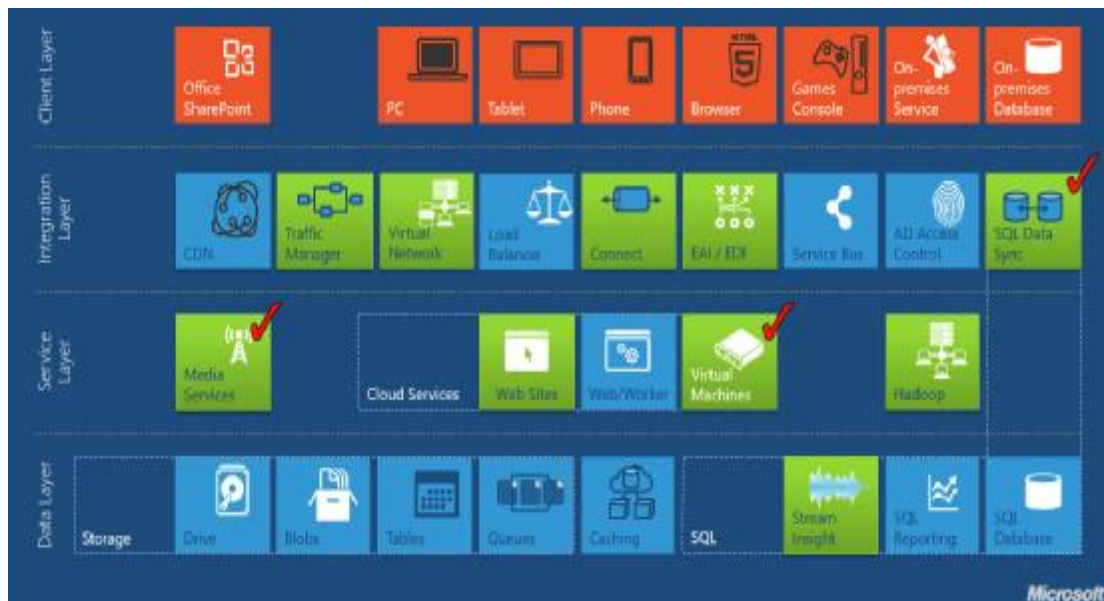 Client Layer
Office
SharePoint
PC
Tablet
Phone
HTML
5
Browser
Games
Console
On-
premises
Service
On-
premises
Database
Integration
Layer
CDN
Traffic
Manager
Virtual
Network
Load
Balancer
Connect
EAI / EDI
Service Bus
AD Access
Control
SQL Data
Sync
Service
Layer
Media
Services
Cloud Services
Web Sites
Web/Worker
Virtual
Machines
Hadoop
Data Layer
Storage
Drive
Blobs
Tables
Queues
Caching
SQL
Stream
Insight
SQL
Reporting
SQL
Database
Microsoft